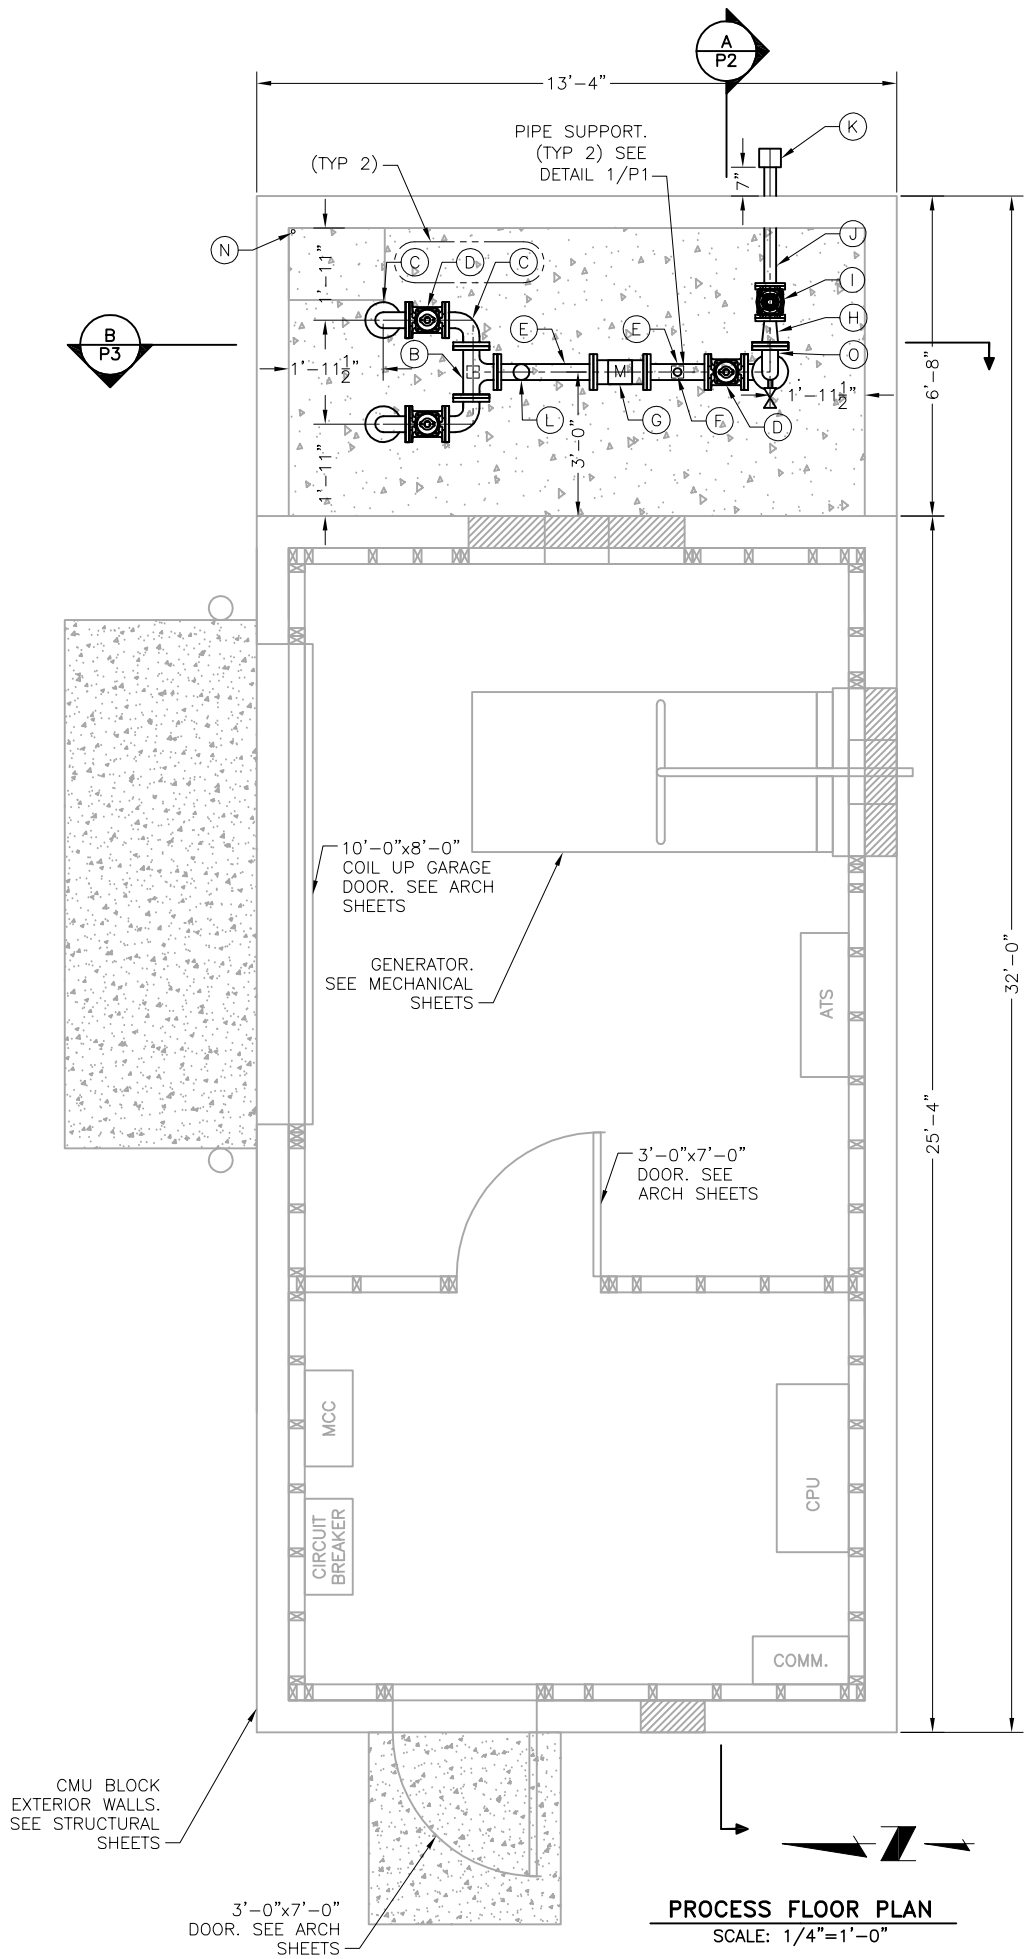 A
P2
13'-4"
PIPE SUPPORT.
(TYP 2) SEE
DETAIL 1/P1
(TYP 2)
K
7"
N
J
C
D
C
I
1'-11"
E
E
H
B
P3
B
O
1'-11 1/2"
M
1'-11 1/2"
6'-8"
L
G
F
D
1'-11"
3'-0"
10'-0"x8'-0"
COIL UP GARAGE
DOOR. SEE ARCH
SHEETS
GENERATOR.
SEE MECHANICAL
SHEETS
ATS
32'-0"
25'-4"
3'-0"x7'-0"
DOOR. SEE
ARCH SHEETS
MCC
CPU
CIRCUIT
BREAKER
COMM.
CMU BLOCK
EXTERIOR WALLS.
SEE STRUCTURAL
SHEETS
3'-0"x7'-0"
DOOR. SEE ARCH
SHEETS
PROCESS FLOOR PLAN
SCALE: 1/4"=1'-0"